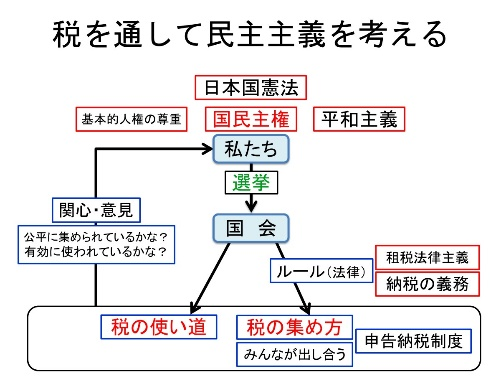 税を通して民主主義を考える
日本国憲法
基本的人権の尊重
国民主権
平和主義
私たち
選挙
関心・意見
公平に集められているかな？
有効に使われているかな？
国 会
ルール（法律）
租税法律主義
納税の義務
税の使い道
税の集め方
みんなが出し合う
申告納税制度